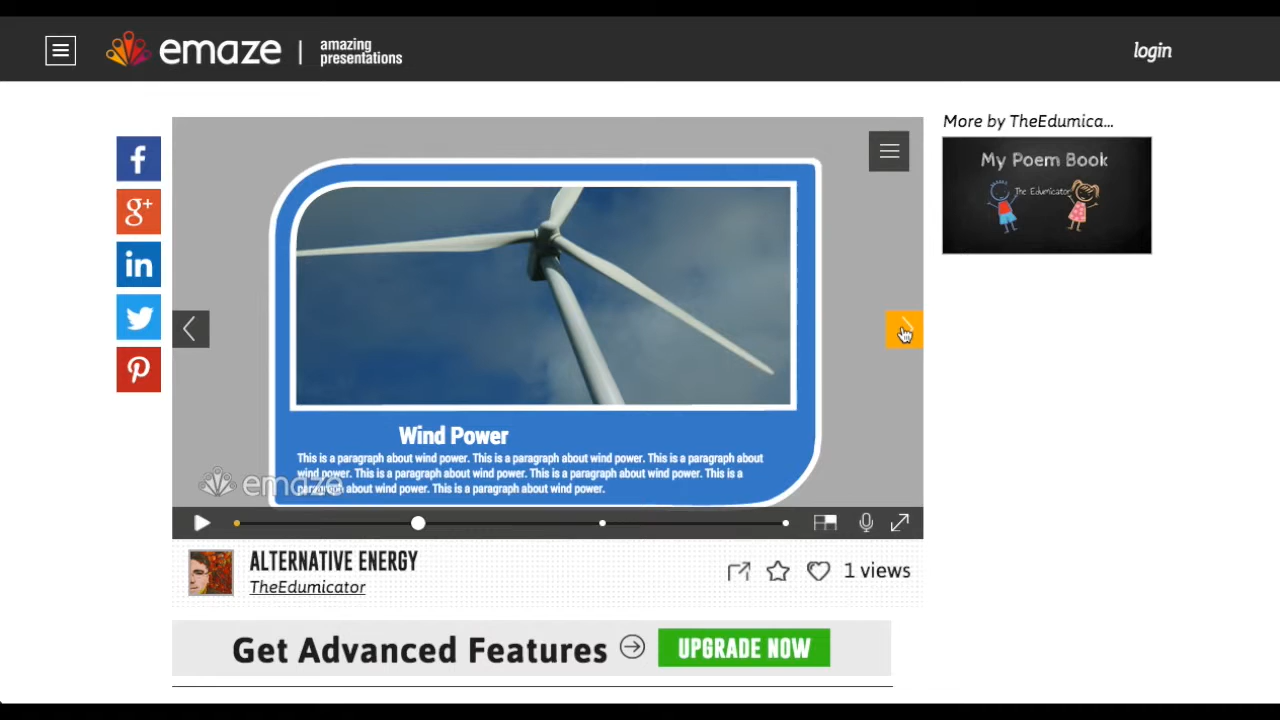 emaze | amazing
presentations
login
More by TheEdumica...
My Poem Book
The Edumicator
f
g+
in
Wind Power
This is a paragraph about wind power. This is a paragraph about wind power. This is a paragraph about
wind power. This is a paragraph about wind power. This is a paragraph about wind power. This is a
paragraph about wind power. This is a paragraph about wind power.
emaze
ALTERNATIVE ENERGY
TheEdumicator
1 views
Get Advanced Features
UPGRADE NOW